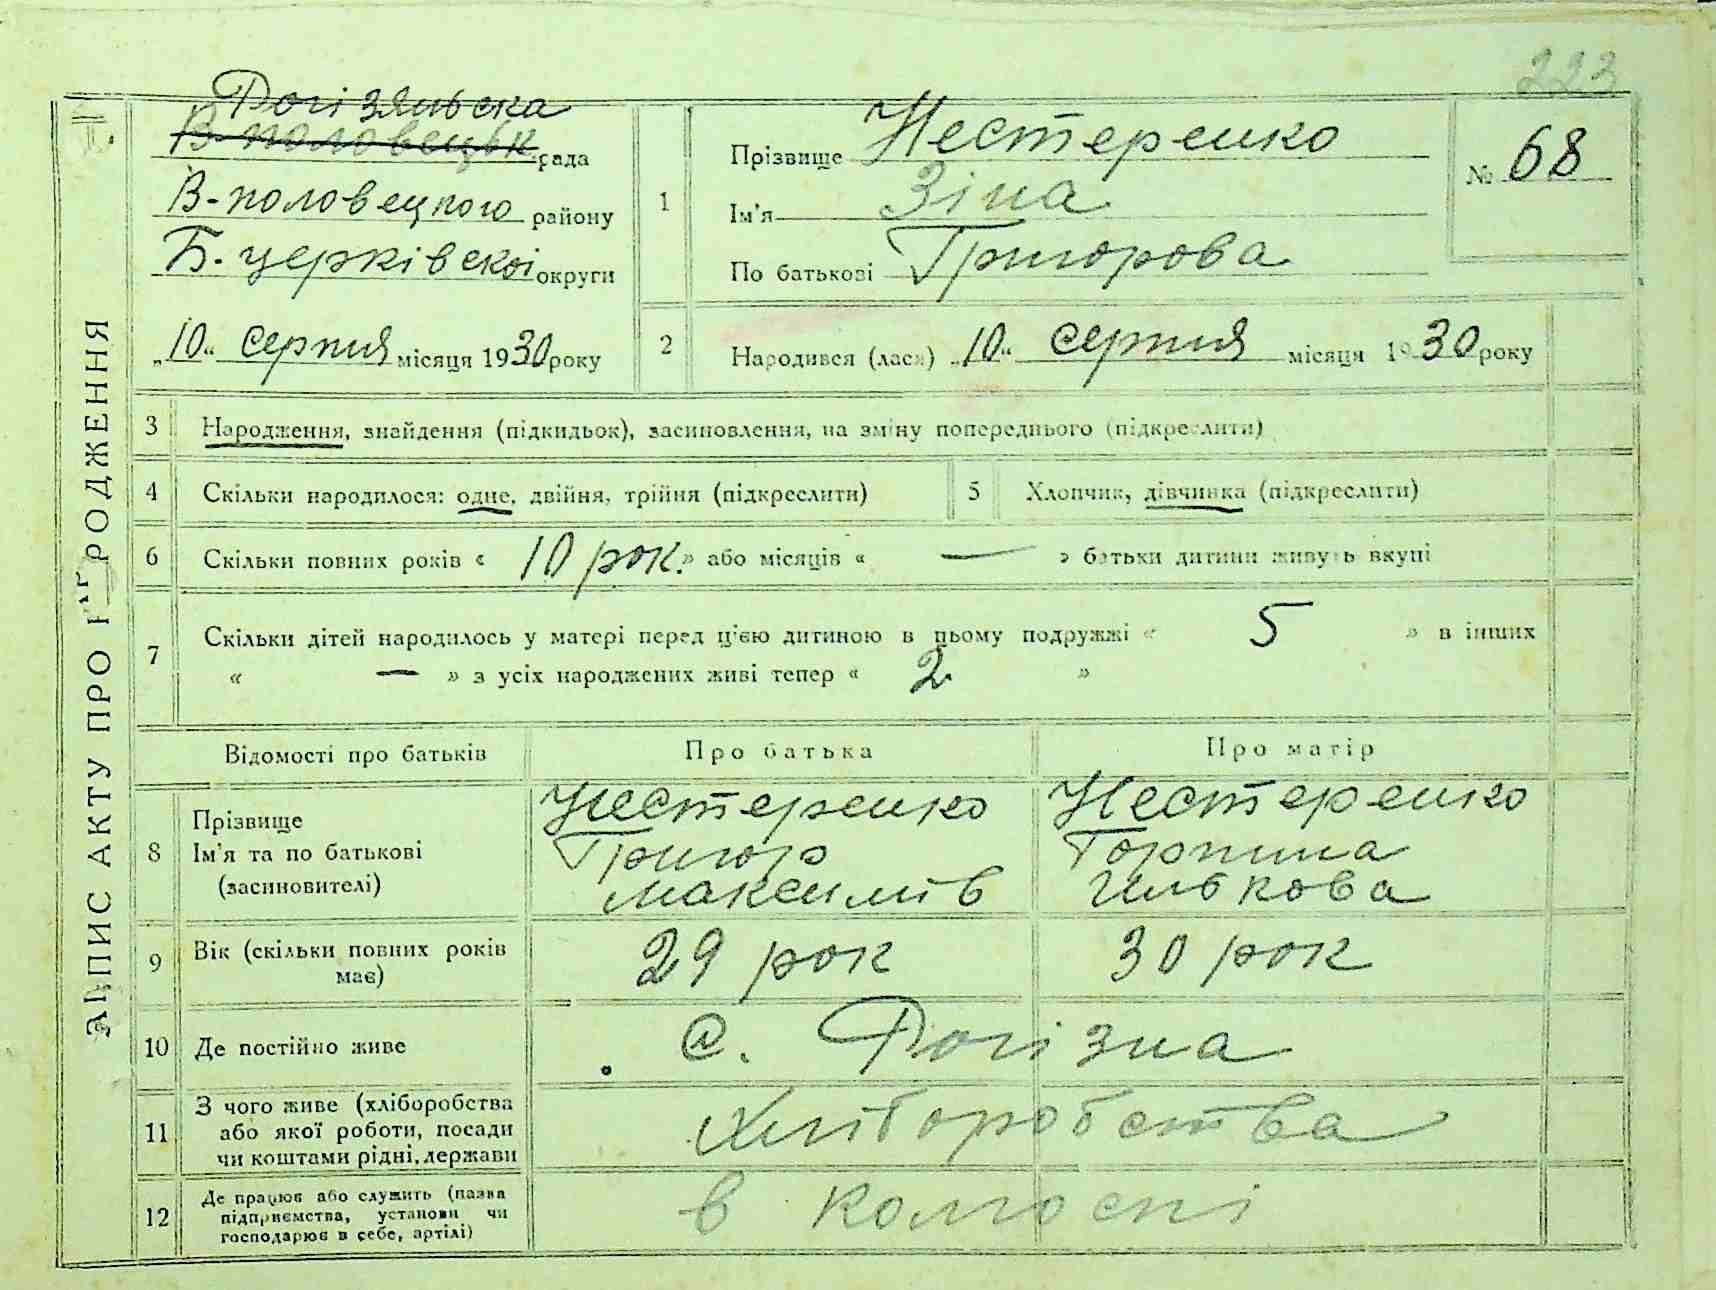 223
Рогізнянська
В-половецьк рада
В-половецького району
Б. церківскоі округи
„10“ серпня місяця 1930 року
1
Прізвище Нестеренко
Ім'я Зіна
По батькові Григорова
№ 68
2
Народився (лася) „10“ серпня місяця 1930 року
ЗАПИС АКТУ ПРО НАРОДЖЕННЯ
3 Народження, знайдення (підкидьок), засиновлення, на зміну попереднього (підкреслити)
4 Скільки народилося: одне, двійня, трійня (підкреслити)
5 Хлопчик, дівчинка (підкреслити)
6 Скільки повних років « 10 рок. » або місяців « — » батьки дитини живуть вкупі
7 Скільки дітей народилось у матері перед цією дитиною в цьому подружжі « 5 » в інших
« — » з усіх народжених живі тепер « 2 »
Відомості про батьків Про батька Про матір
8 Прізвище
Ім'я та по батькові
(засиновителі)
Нестеренко
Григор
Максимів
Нестеренко
Горпина
Илькова
9 Вік (скільки повних років
має)
29 рок 30 рок
10 Де постійно живе с. Рогізна
11 З чого живе (хліборобства
або якої роботи, посади
чи коштами рідні, держави
Хліборобства
12 Де працює або служить (назва
підприємства, установи чи
господарює в себе, артілі)
в колгоспі